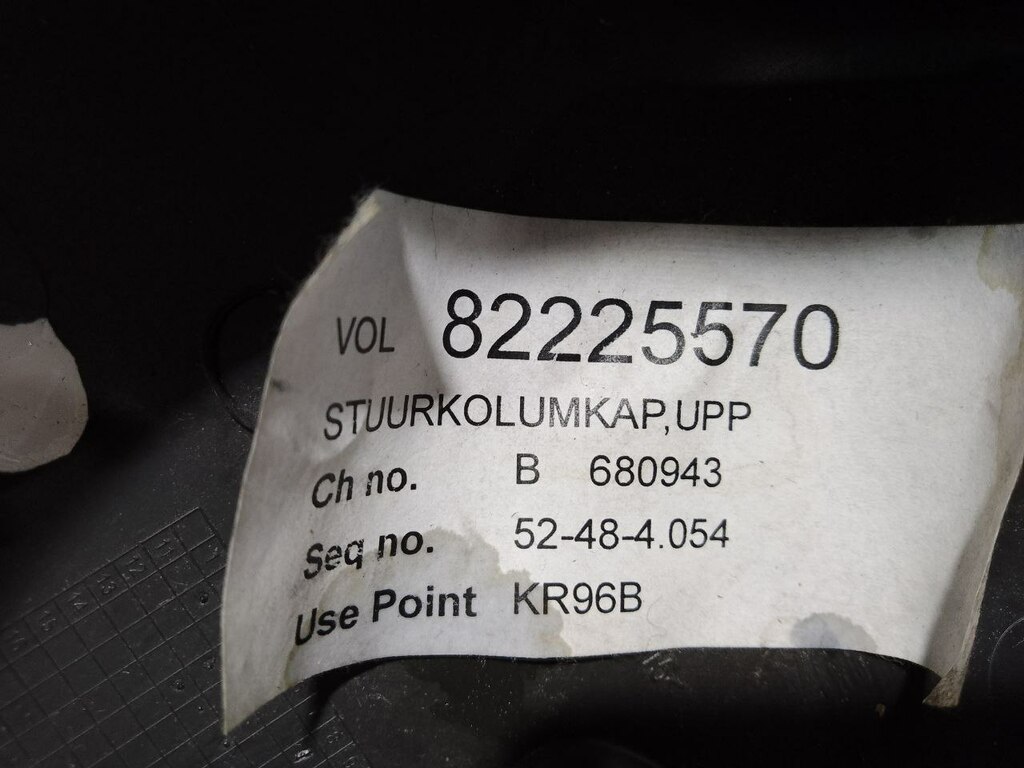 VOL 82225570
STUURKOLUMKAP,UPP
Ch no. B 680943
Seq no. 52-48-4.054
Use Point KR96B